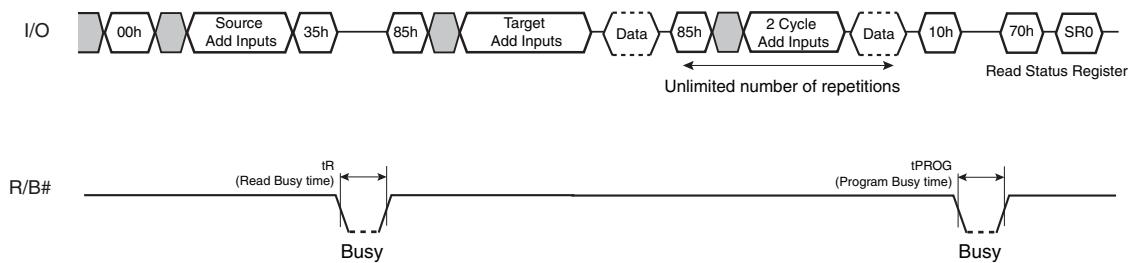 I/O
00h
Source
Add Inputs
35h
85h
Target
Add Inputs
Data
85h
2 Cycle
Add Inputs
Data
10h
70h
SR0
Unlimited number of repetitions
Read Status Register
R/B#
tR
(Read Busy time)
Busy
tPROG
(Program Busy time)
Busy